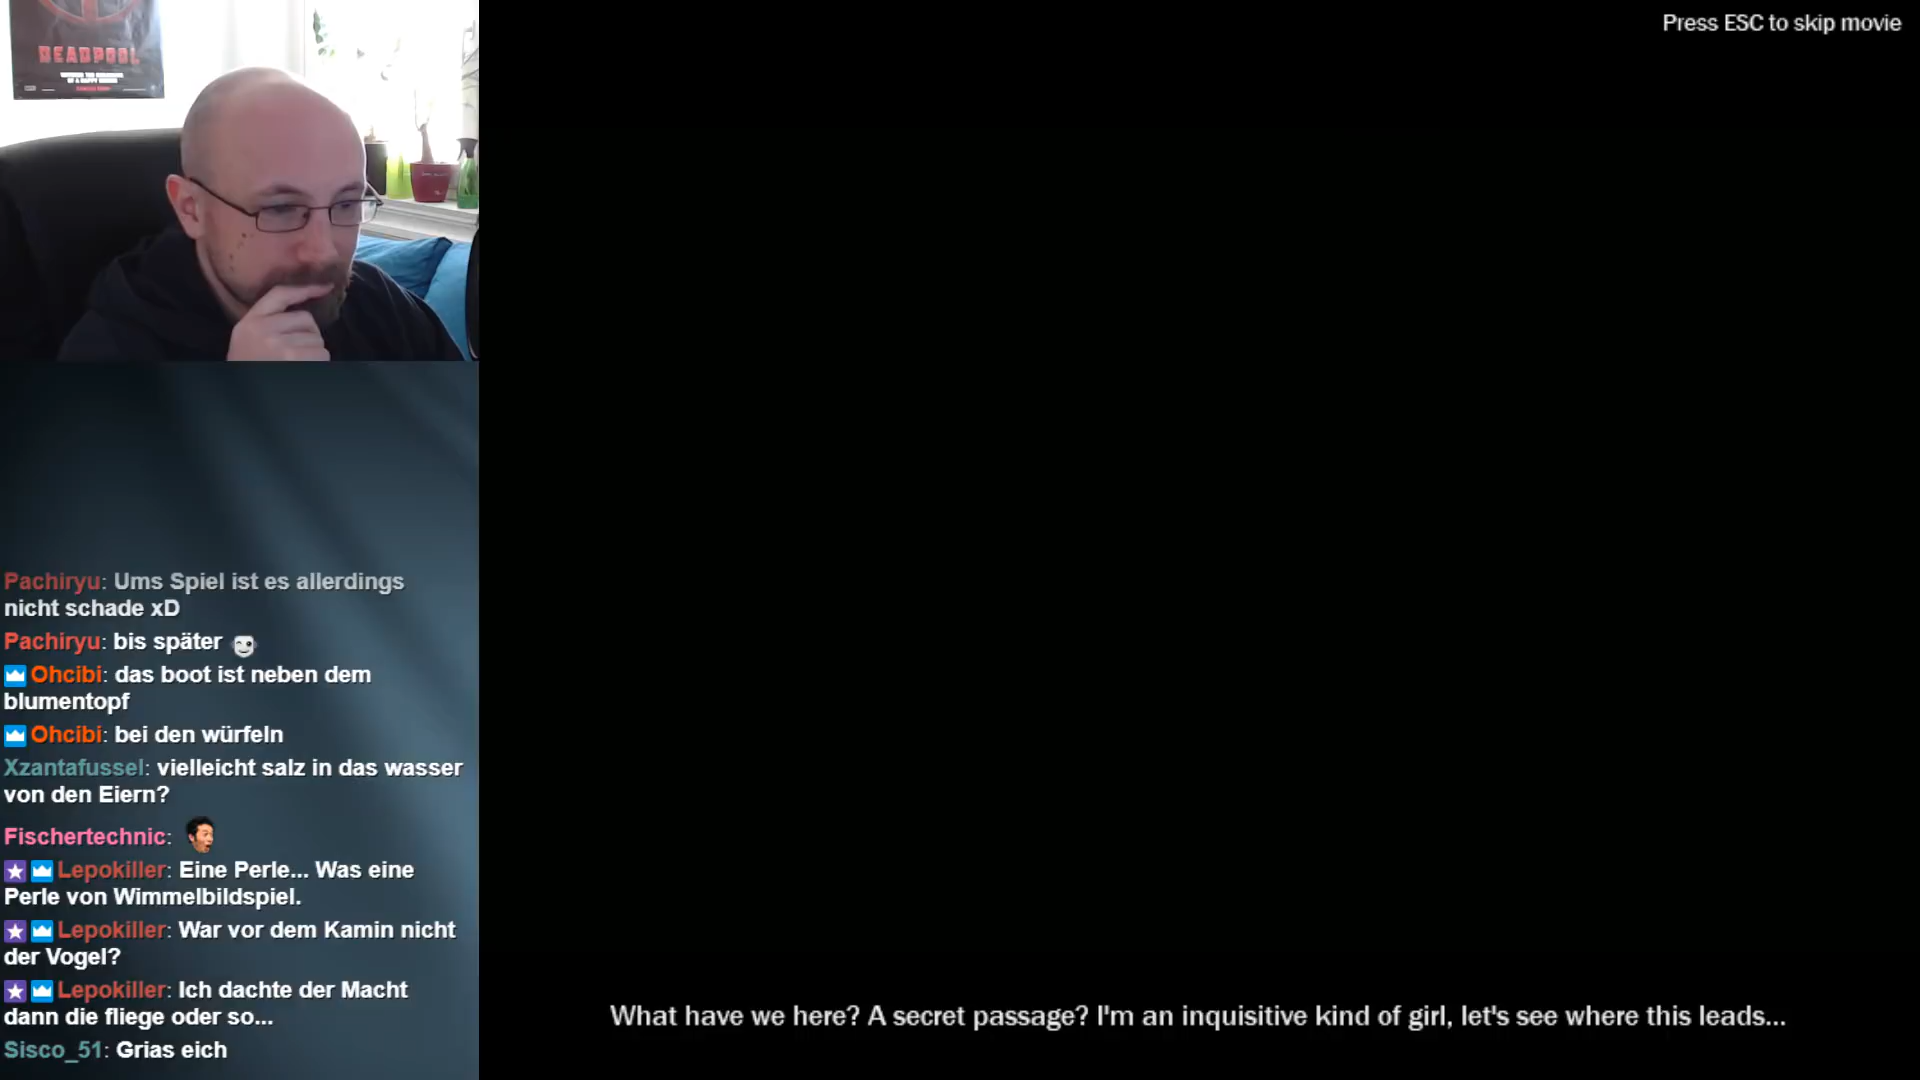 DEADPOOL
Press ESC to skip movie
Pachiryu: Ums Spiel ist es allerdings
nicht schade xD
Pachiryu: bis später
Ohcibi: das boot ist neben dem
blumentopf
Ohcibi: bei den würfeln
Xzantafussel: vielleicht salz in das wasser
von den Eiern?
Fischertechnic:
Lepokiller: Eine Perle... Was eine
Perle von Wimmelbildspiel.
Lepokiller: War vor dem Kamin nicht
der Vogel?
Lepokiller: Ich dachte der Macht
dann die fliege oder so...
Sisco_51: Grias eich
What have we here? A secret passage? I'm an inquisitive kind of girl, let's see where this leads...